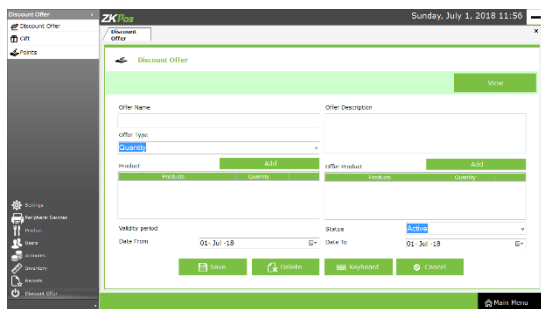 Discount Offer
Discount Offer
Gift
Points
Settings
Peripheral Devices
Product
Users
Accounts
Inventory
Reports
Discount Offer
ZKPos
Sunday, July 1, 2018 11:56
Discount Offer
Discount Offer
View
Offer Name
Offer Description
Offer Type
Quantity
Product
Add
Offer Product
Add
Products
Quantity
Products
Quantity
Validity period
Status
Active
Date From
01- Jul -18
Date To
01- Jul -18
Save
Delete
Keyboard
Cancel
Main Menu